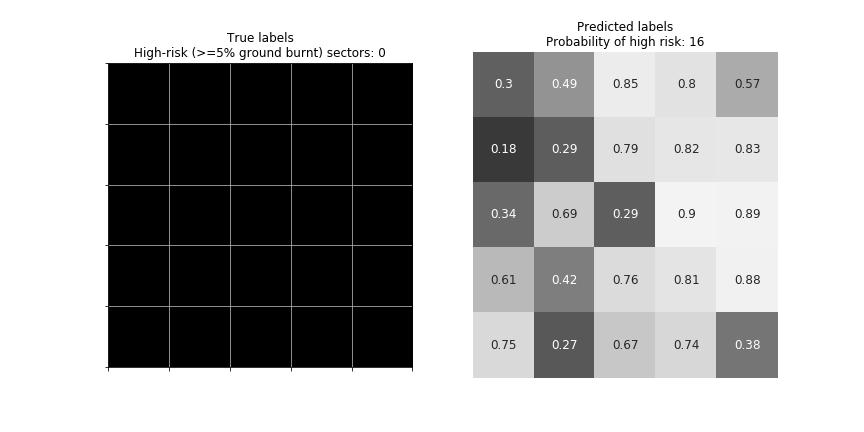 True labels
High-risk (>=5% ground burnt) sectors: 0
Predicted labels
Probability of high risk: 16
0.3 0.49 0.85 0.8 0.57
0.18 0.29 0.79 0.82 0.83
0.34 0.69 0.29 0.9 0.89
0.61 0.42 0.76 0.81 0.88
0.75 0.27 0.67 0.74 0.38